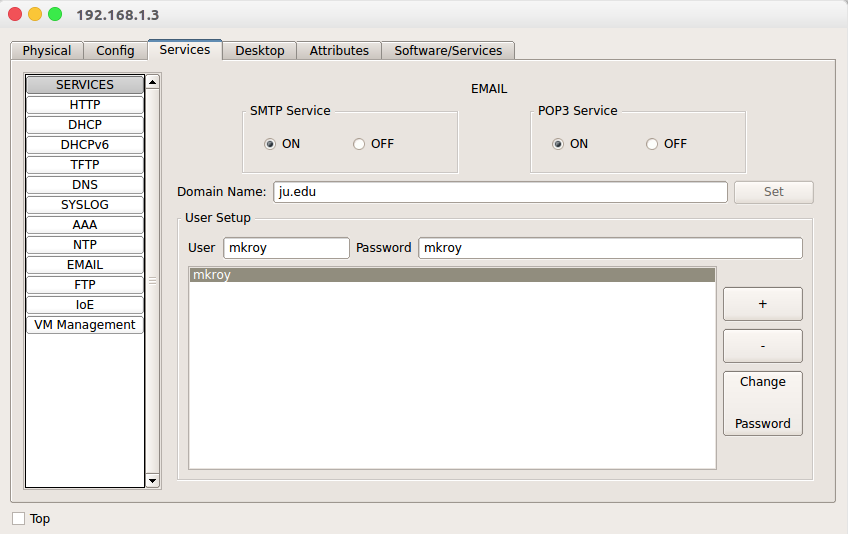 192.168.1.3
Physical Config Services Desktop Attributes Software/Services
SERVICES
HTTP
DHCP
DHCPv6
TFTP
DNS
SYSLOG
AAA
NTP
EMAIL
FTP
IoE
VM Management
EMAIL
SMTP Service
ON OFF
POP3 Service
ON OFF
Domain Name: ju.edu Set
User Setup
User mkroy Password mkroy
mkroy
+
-
Change
Password
Top